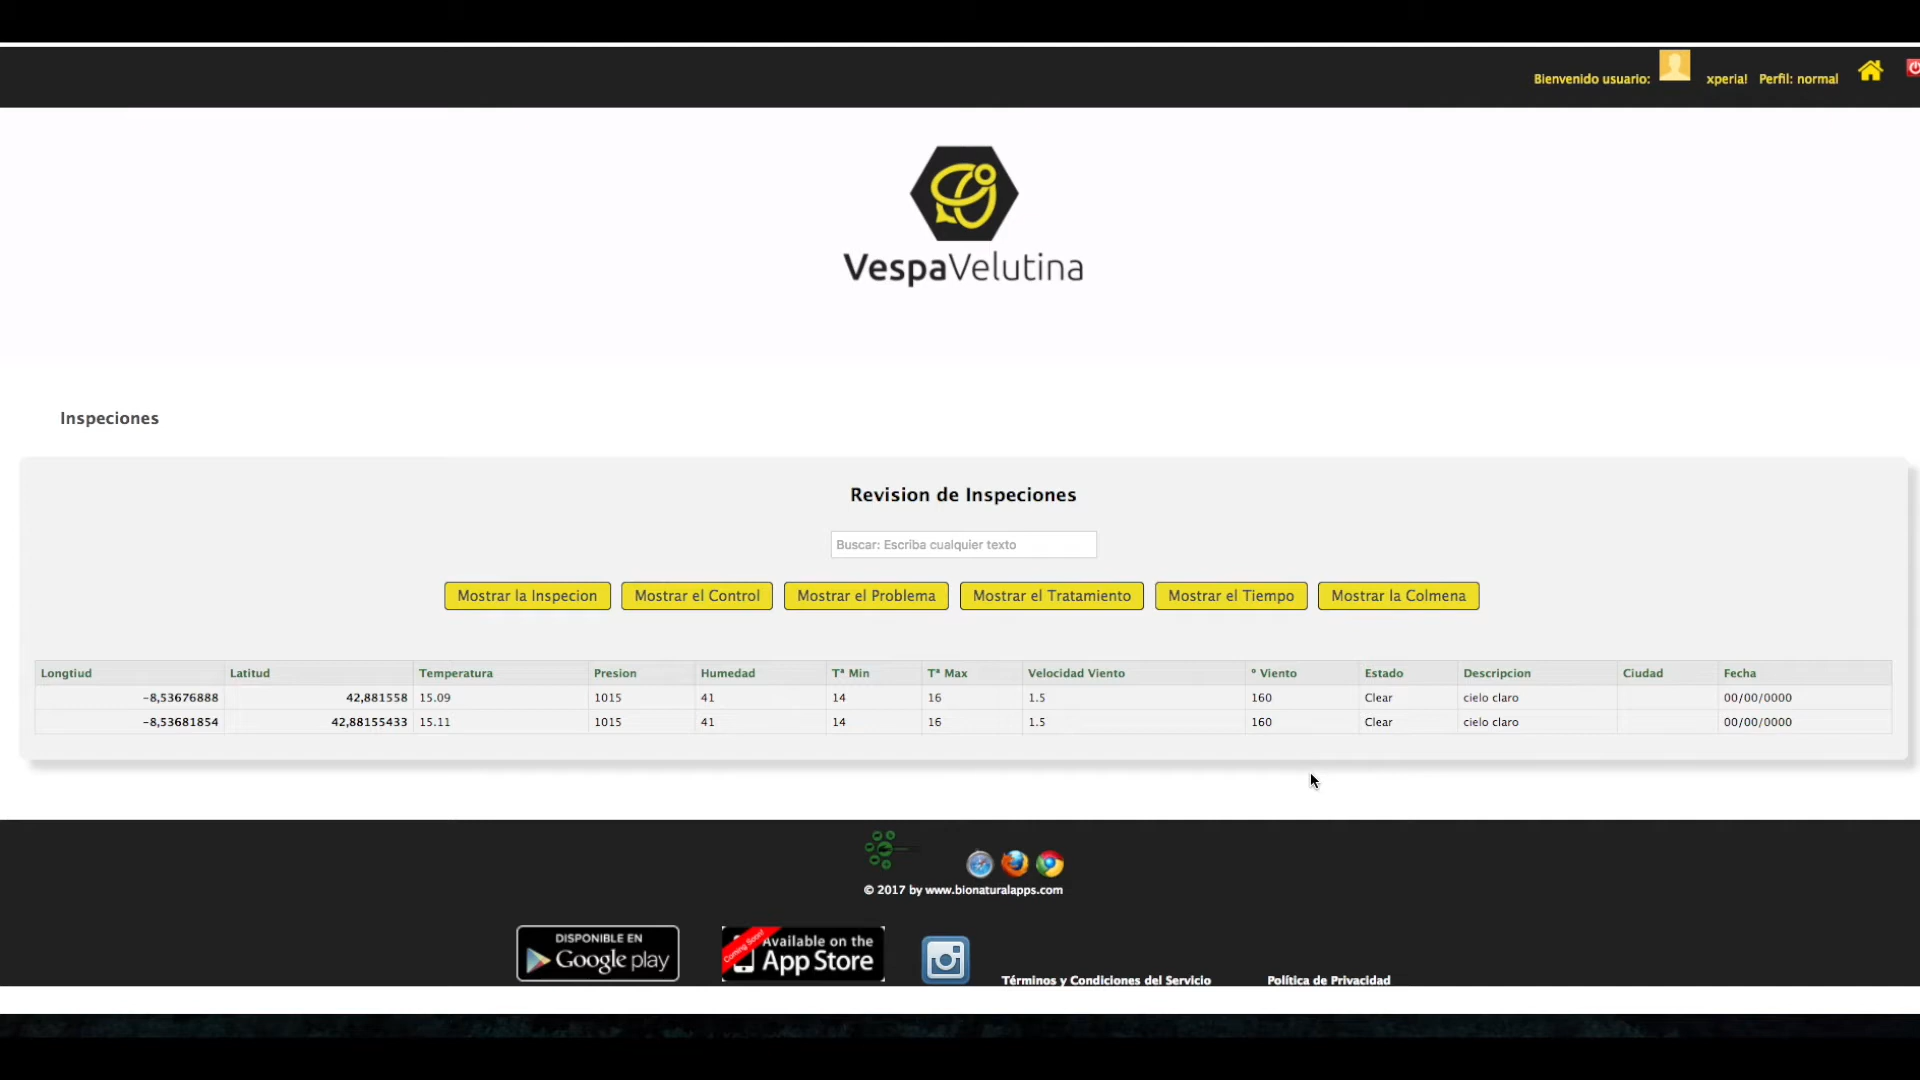 Bienvenido usuario: xperia! Perfil: normal
VespaVelutina
Inspeciones
Revision de Inspeciones
Buscar: Escriba cualquier texto
Mostrar la Inspecion Mostrar el Control Mostrar el Problema Mostrar el Tratamiento Mostrar el Tiempo Mostrar la Colmena
Longtiud Latitud Temperatura Presion Humedad Tª Min Tª Max Velocidad Viento º Viento Estado Descripcion Ciudad Fecha
-8,53676888 42,881558 15.09 1015 41 14 16 1.5 160 Clear cielo claro 00/00/0000
-8,53681854 42,88155433 15.11 1015 41 14 16 1.5 160 Clear cielo claro 00/00/0000
© 2017 by www.bionaturalapps.com
DISPONIBLE EN
Google play
Coming Soon!
Available on the
App Store
Términos y Condiciones del Servicio Política de Privacidad